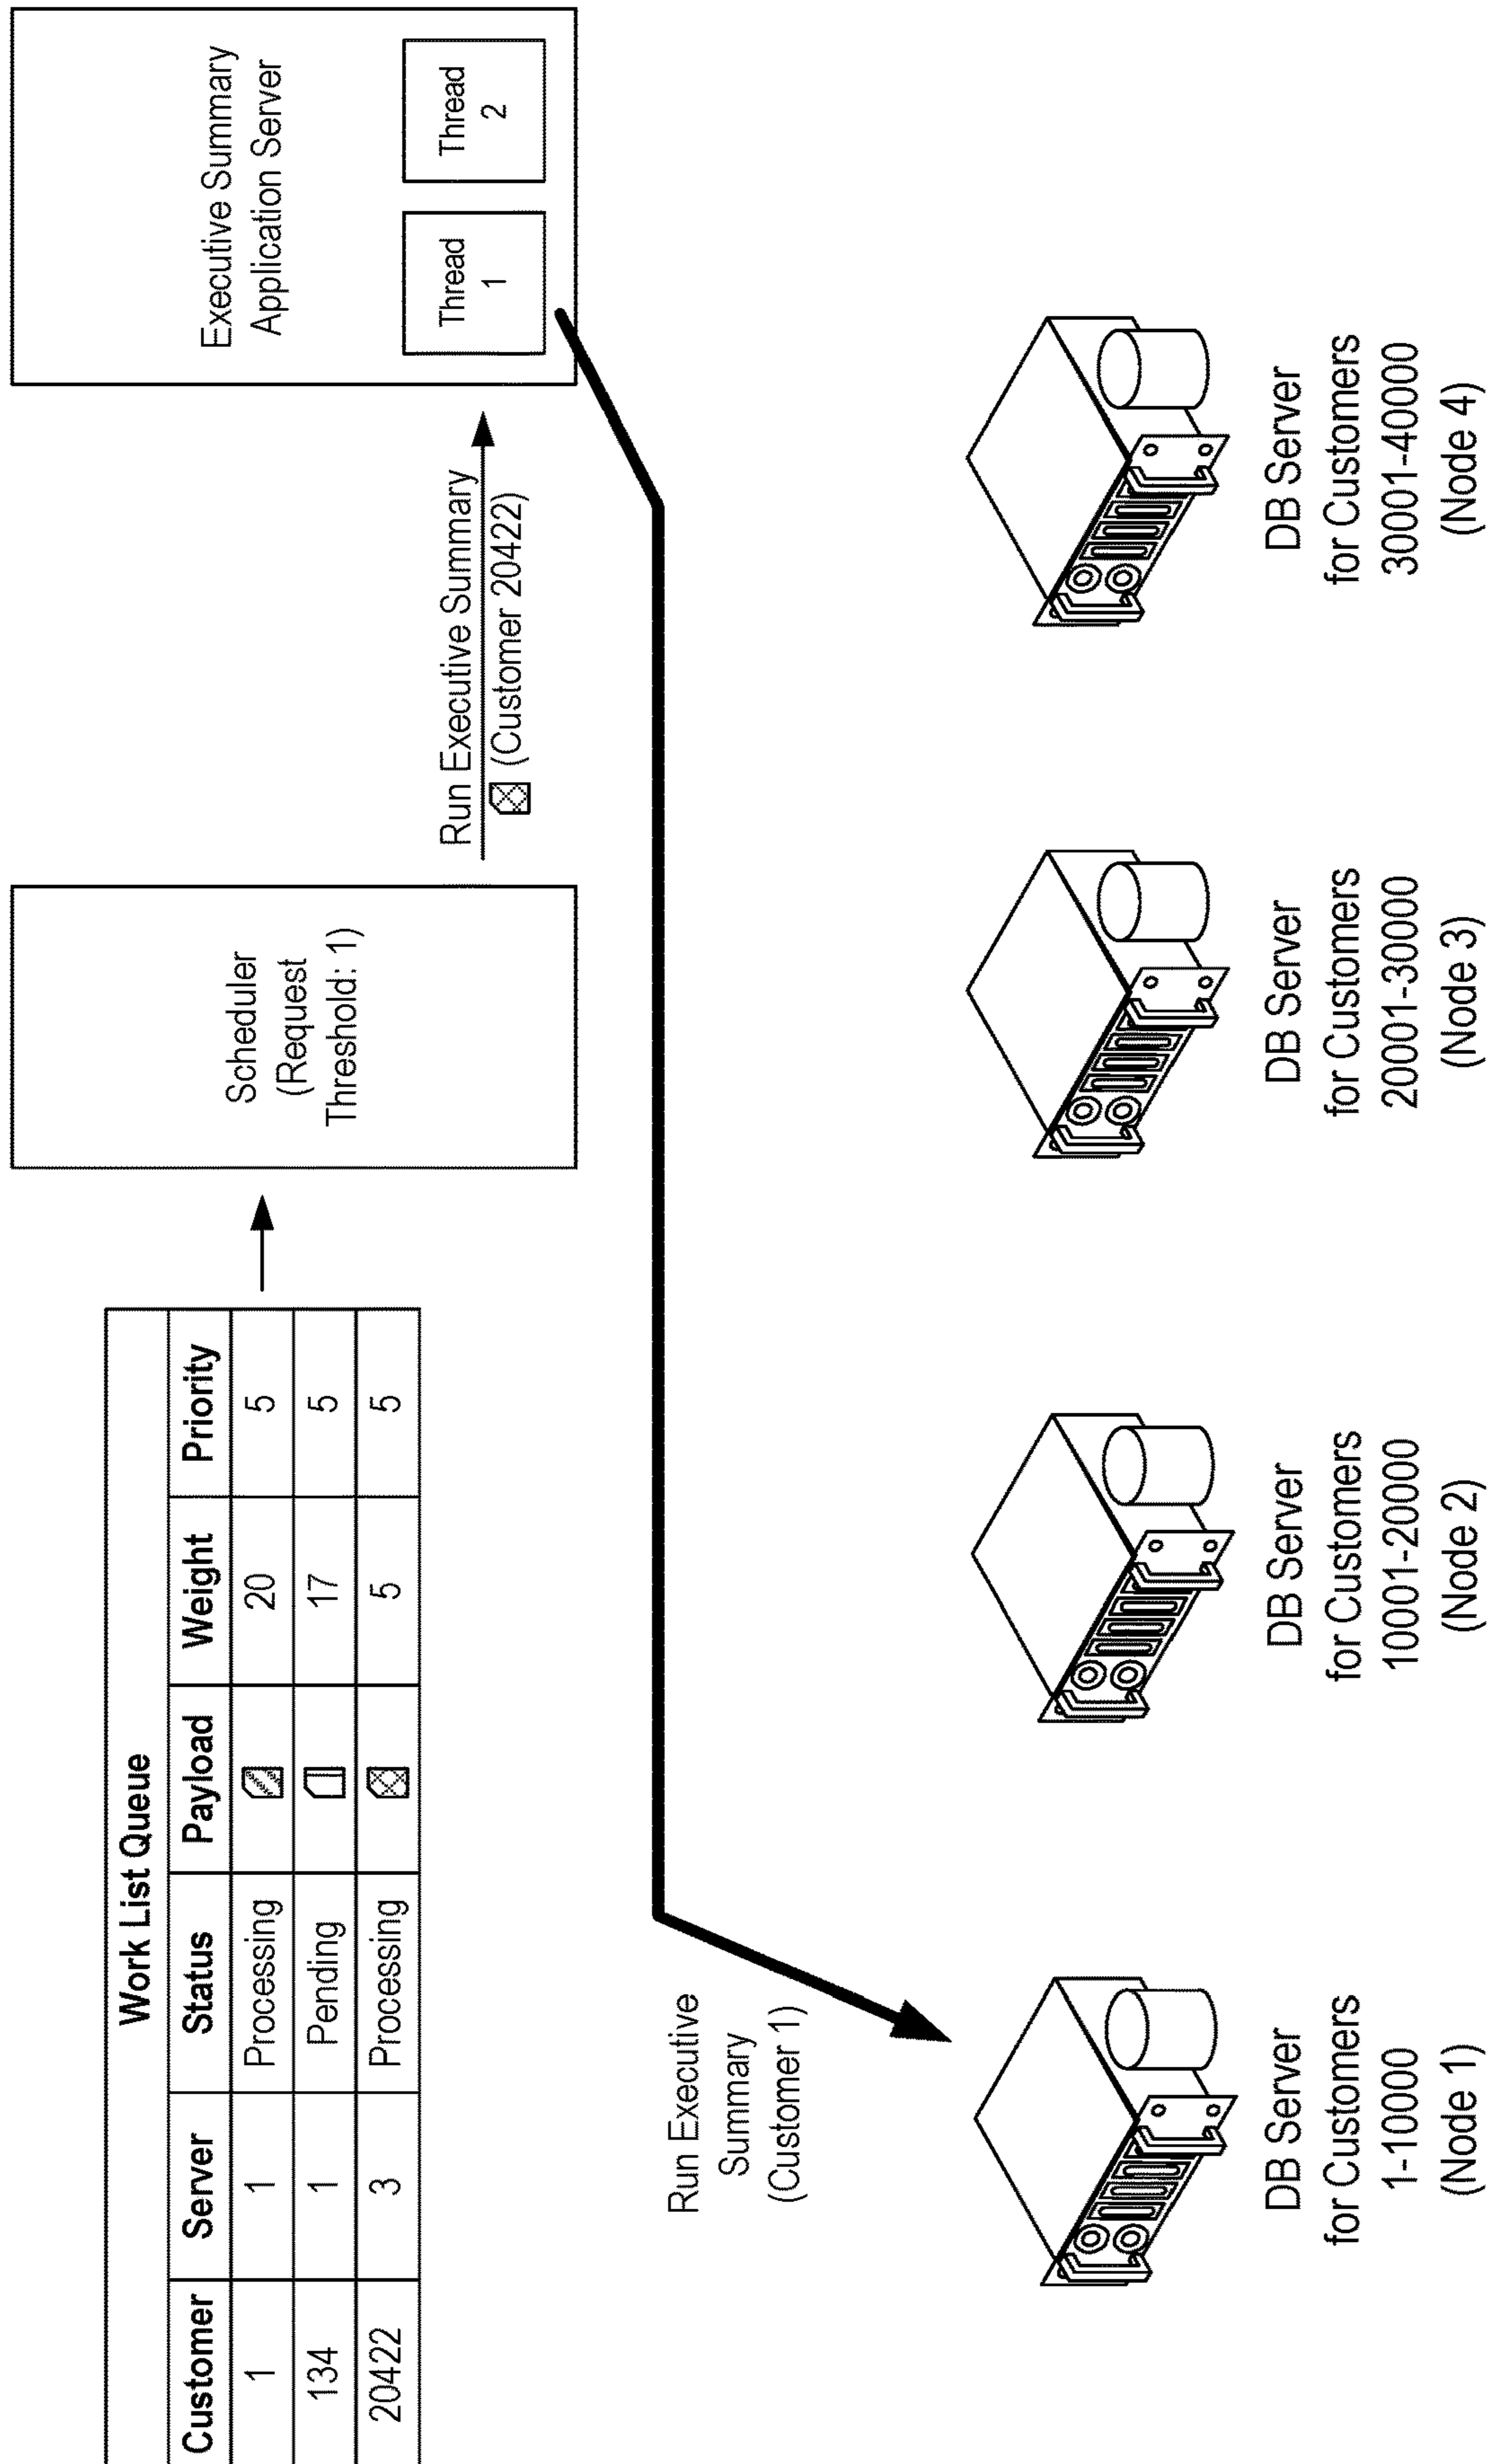 Work List Queue
Customer Server Status Payload Weight Priority
1 1 Processing 20 5
134 1 Pending 17 5
20422 3 Processing 5 5
Scheduler
(Request
Threshold: 1)
Run Executive Summary
(Customer 20422)
Executive Summary
Application Server
Thread
1
Thread
2
Run Executive
Summary
(Customer 1)
DB Server
for Customers
1-10000
(Node 1)
DB Server
for Customers
10001-20000
(Node 2)
DB Server
for Customers
20001-30000
(Node 3)
DB Server
for Customers
30001-40000
(Node 4)